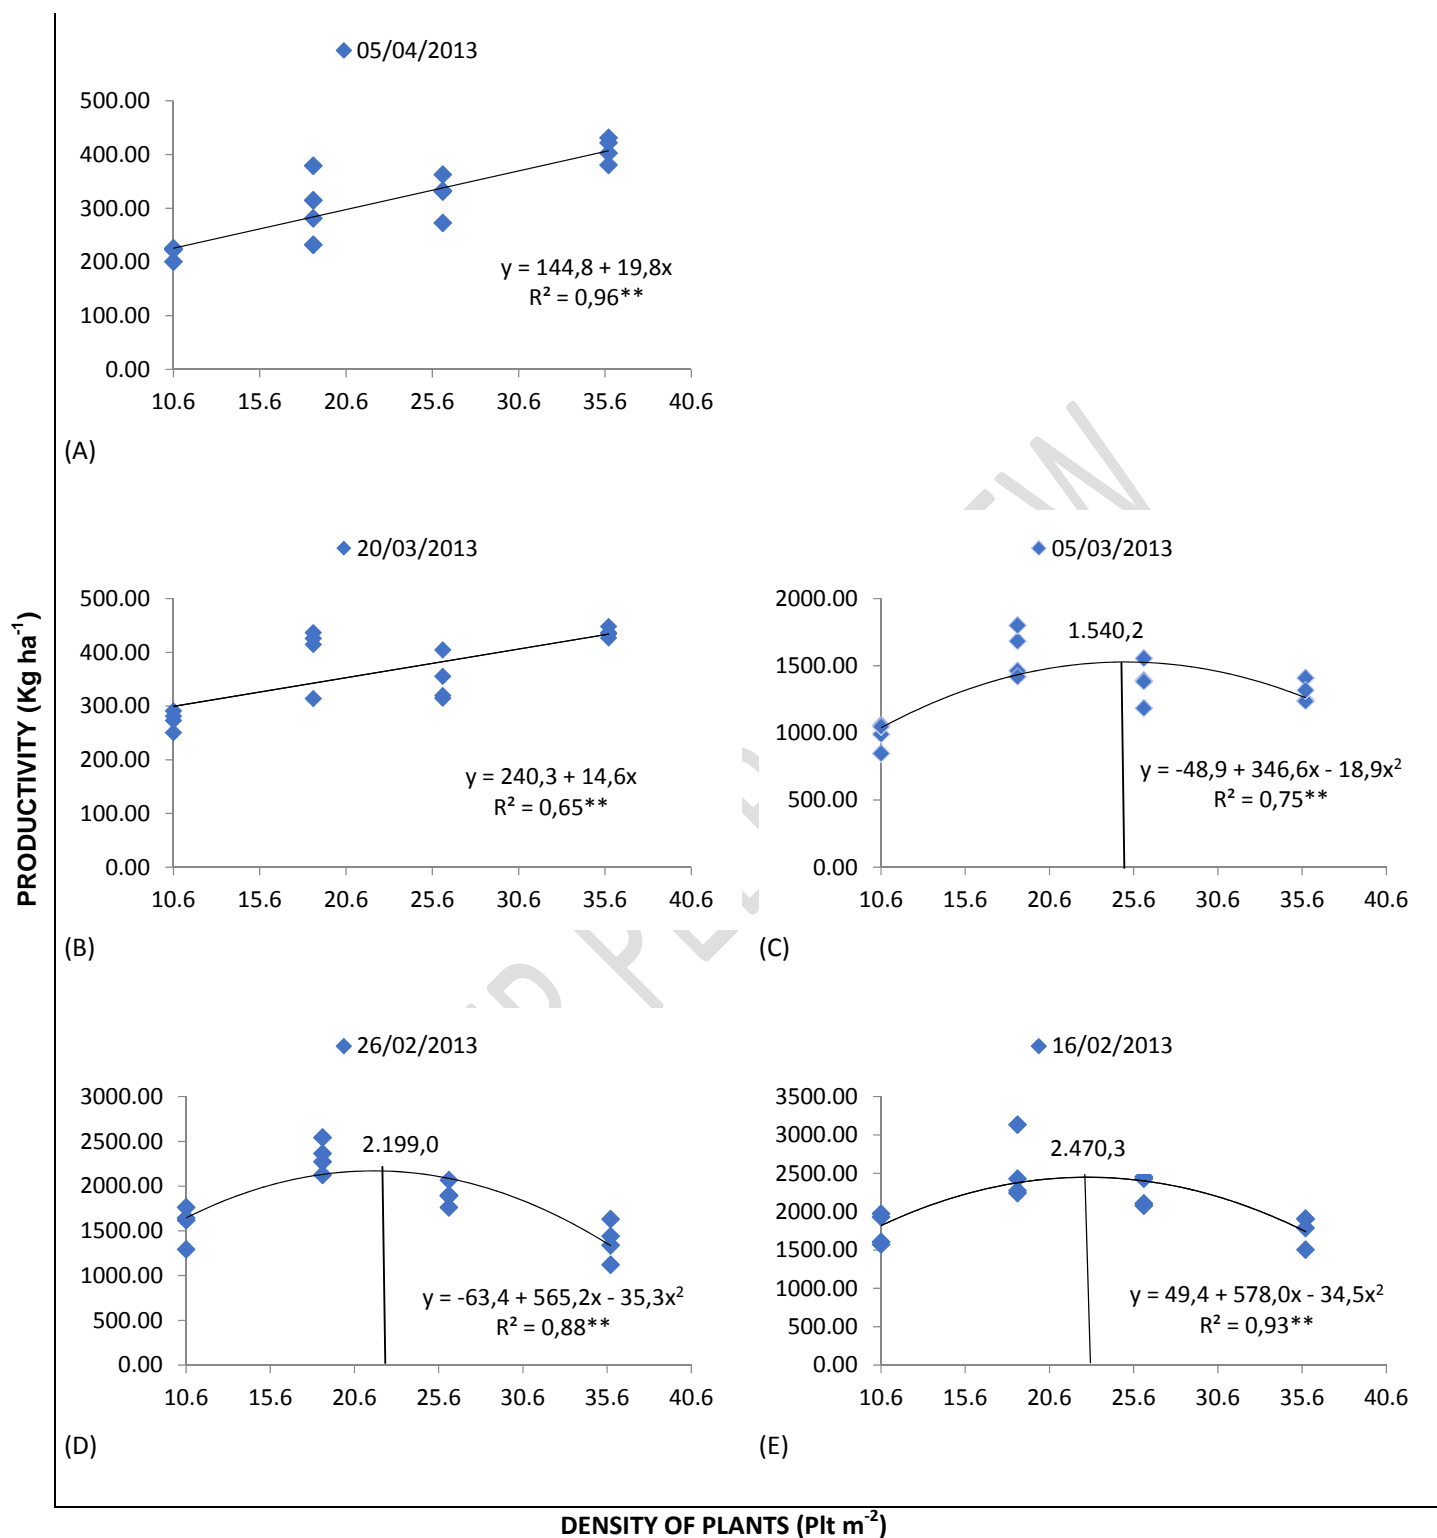 PRODUCTIVITY (Kg ha⁻¹)
05/04/2013
500.00
400.00
300.00
200.00
100.00
0.00
y = 144,8 + 19,8x
R² = 0,96**
10.6 15.6 20.6 25.6 30.6 35.6 40.6
(A)
20/03/2013
500.00
400.00
300.00
200.00
100.00
0.00
y = 240,3 + 14,6x
R² = 0,65**
10.6 15.6 20.6 25.6 30.6 35.6 40.6
(B)
05/03/2013
2000.00
1500.00
1000.00
500.00
0.00
1.540,2
y = -48,9 + 346,6x - 18,9x²
R² = 0,75**
10.6 15.6 20.6 25.6 30.6 35.6 40.6
(C)
26/02/2013
3000.00
2500.00
2000.00
1500.00
1000.00
500.00
0.00
2.199,0
y = -63,4 + 565,2x - 35,3x²
R² = 0,88**
10.6 15.6 20.6 25.6 30.6 35.6 40.6
(D)
16/02/2013
3500.00
3000.00
2500.00
2000.00
1500.00
1000.00
500.00
0.00
2.470,3
y = 49,4 + 578,0x - 34,5x²
R² = 0,93**
10.6 15.6 20.6 25.6 30.6 35.6 40.6
(E)
DENSITY OF PLANTS (Plt m⁻²)